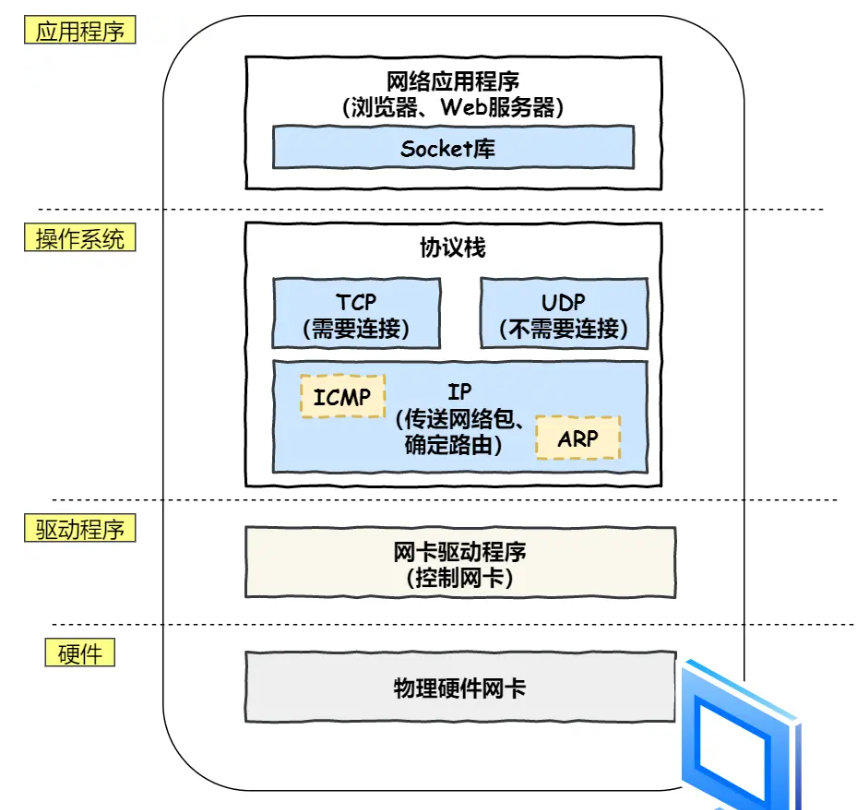 应用程序
网络应用程序
（浏览器、Web服务器）
Socket库
操作系统
协议栈
TCP
（需要连接）
UDP
（不需要连接）
ICMP
IP
（传送网络包、
确定路由）
ARP
驱动程序
网卡驱动程序
（控制网卡）
硬件
物理硬件网卡